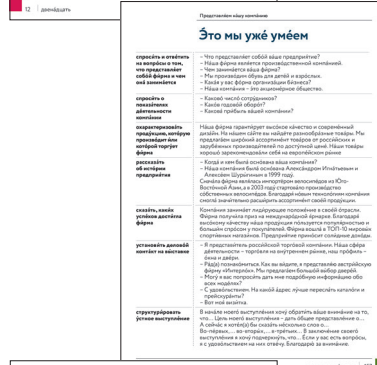 12 | двенадцать
Представляем нашу компанию
Это мы ужé умéем
спросить и ответить
на вопросы о том,
что представляет
собой фирма и чем
она занимается
– Что представляет собой ваше предприятие?
– Наша фирма является производственной компанией.
– Чем занимается ваша фирма?
– Мы производим обувь для детей и взрослых.
– Какая у вас форма организации бизнеса?
– Наша компания – это акционерное общество.
спросить о
показателях
деятельности
компании
– Каково число сотрудников?
– Каков годовой оборот?
– Какова прибыль вашей компании?
охарактеризовать
продукцию, которую
производит или
которой торгует
фирма
Наша фирма гарантирует высокое качество и современный
дизайн. На нашем сайте вы найдёте разнообразные товары. Мы
предлагаем широкий ассортимент товаров от российских и
зарубежных производителей по доступной цене. Наши товары
хорошо зарекомендовали себя на европейском рынке
рассказать
об истории
предприятия
– Когда и кем была основана ваша компания?
– Наша компания была основана Александром Игнатьевым и
Алексеем Шуригиным в 1999 году.
Сначала фирма являлась импортёром велосипедов из Юго-
Восточной Азии, а в 2003 году стартовало производство
собственных велосипедов. Благодаря новым технологиям компания
смогла значительно расширить ассортимент своей продукции.
сказать, каких
успехов достигла
фирма
Компания занимает лидирующее положение в своей отрасли.
Фирма получила приз на международной ярмарке. Благодаря
высокому качеству наша продукция пользуется популярностью и
большим спросом у покупателей. Фирма вошла в ТОП-10 мировых
спортивных магазинов. Предприятие приносит солидные доходы.
установить деловой
контакт на выставке
– Я представитель российской торговой компании. Наша сфера
деятельности – торговля на внутреннем рынке, наш профиль –
окна и двери.
– Рад(а) познакомиться. Как вы видите, я представляю австрийскую
фирму «Интерлок». Мы предлагаем большой выбор дверей.
– Могу я вас попросить дать мне подробную информацию обо
всех моделях?
– С удовольствием. На какой адрес лучше переслать каталоги и
прейскуранты?
– Вот моя визитка.
структурировать
устное выступление
В начале моего выступления хочу обратить ваше внимание на то,
что... Цель моего выступления – дать общее представление о...
А сейчас я хотел(а) бы сказать несколько слов о...
Во-первых,... во-вторых,... в-третьих... В заключение своего
выступления я хочу подчеркнуть, что... Если у вас есть вопросы,
я с удовольствием на них отвечу. Благодарю за внимание.